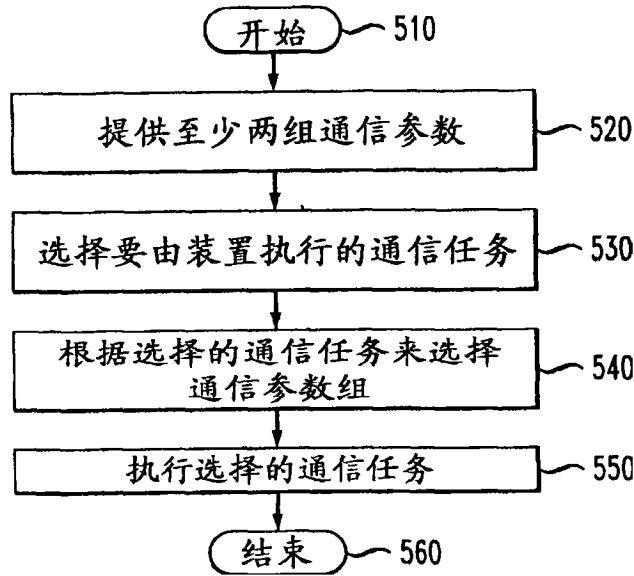 开始 510
提供至少两组通信参数 520
选择要由装置执行的通信任务 530
根据选择的通信任务来选择
通信参数组 540
执行选择的通信任务 550
结束 560